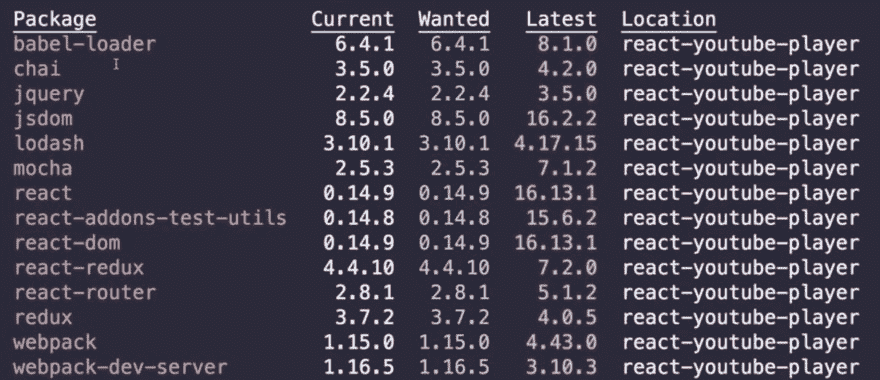 Package Current Wanted Latest Location
babel-loader 6.4.1 6.4.1 8.1.0 react-youtube-player
chai 3.5.0 3.5.0 4.2.0 react-youtube-player
jquery 2.2.4 2.2.4 3.5.0 react-youtube-player
jsdom 8.5.0 8.5.0 16.2.2 react-youtube-player
lodash 3.10.1 3.10.1 4.17.15 react-youtube-player
mocha 2.5.3 2.5.3 7.1.2 react-youtube-player
react 0.14.9 0.14.9 16.13.1 react-youtube-player
react-addons-test-utils 0.14.8 0.14.8 15.6.2 react-youtube-player
react-dom 0.14.9 0.14.9 16.13.1 react-youtube-player
react-redux 4.4.10 4.4.10 7.2.0 react-youtube-player
react-router 2.8.1 2.8.1 5.1.2 react-youtube-player
redux 3.7.2 3.7.2 4.0.5 react-youtube-player
webpack 1.15.0 1.15.0 4.43.0 react-youtube-player
webpack-dev-server 1.16.5 1.16.5 3.10.3 react-youtube-player